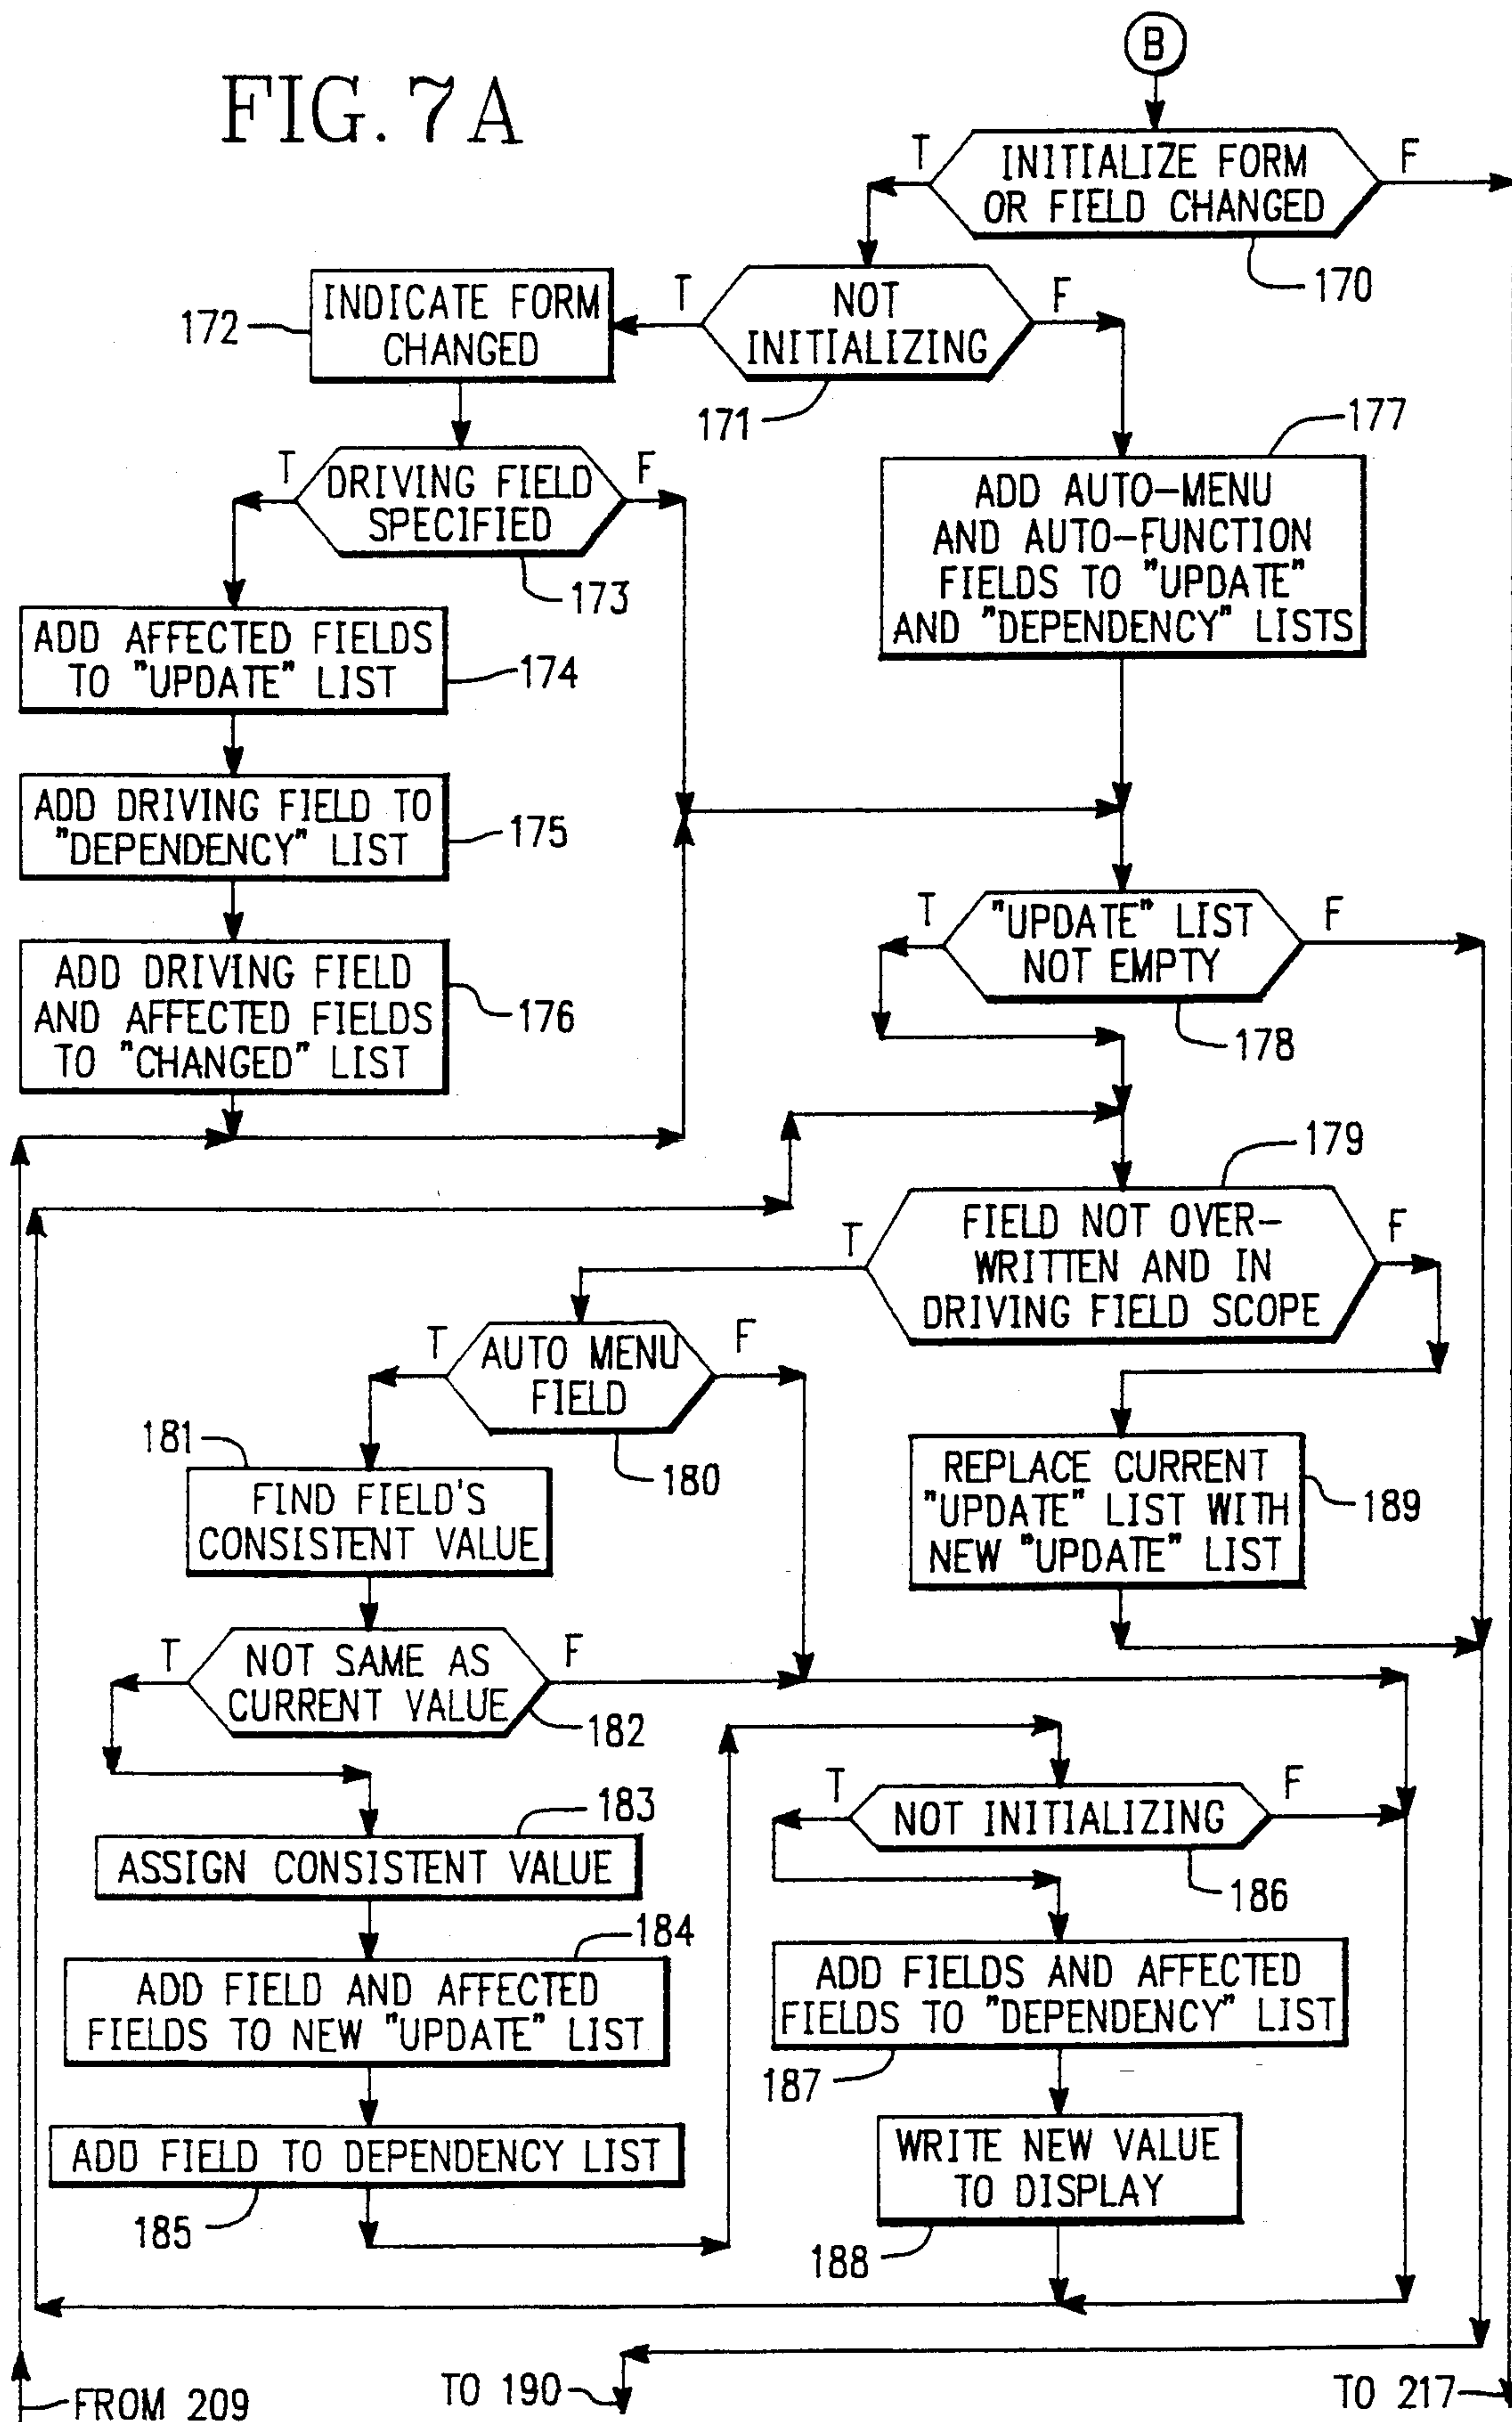 FIG. 7A
B
T
INITIALIZE FORM
OR FIELD CHANGED
F
170
172
INDICATE FORM
CHANGED
T
NOT
INITIALIZING
F
171
177
T
DRIVING FIELD
SPECIFIED
F
173
ADD AUTO-MENU
AND AUTO-FUNCTION
FIELDS TO "UPDATE"
AND "DEPENDENCY" LISTS
ADD AFFECTED FIELDS
TO "UPDATE" LIST
174
ADD DRIVING FIELD TO
"DEPENDENCY" LIST
175
ADD DRIVING FIELD
AND AFFECTED FIELDS
TO "CHANGED" LIST
176
T
"UPDATE" LIST
NOT EMPTY
F
178
179
T
FIELD NOT OVER-
WRITTEN AND IN
DRIVING FIELD SCOPE
F
T
AUTO MENU
FIELD
F
180
181
FIND FIELD'S
CONSISTENT VALUE
REPLACE CURRENT
"UPDATE" LIST WITH
NEW "UPDATE" LIST
189
T
NOT SAME AS
CURRENT VALUE
F
182
183
ASSIGN CONSISTENT VALUE
T
NOT INITIALIZING
F
186
184
ADD FIELD AND AFFECTED
FIELDS TO NEW "UPDATE" LIST
ADD FIELDS AND AFFECTED
FIELDS TO "DEPENDENCY" LIST
187
ADD FIELD TO DEPENDENCY LIST
185
WRITE NEW VALUE
TO DISPLAY
188
FROM 209
TO 190
TO 217